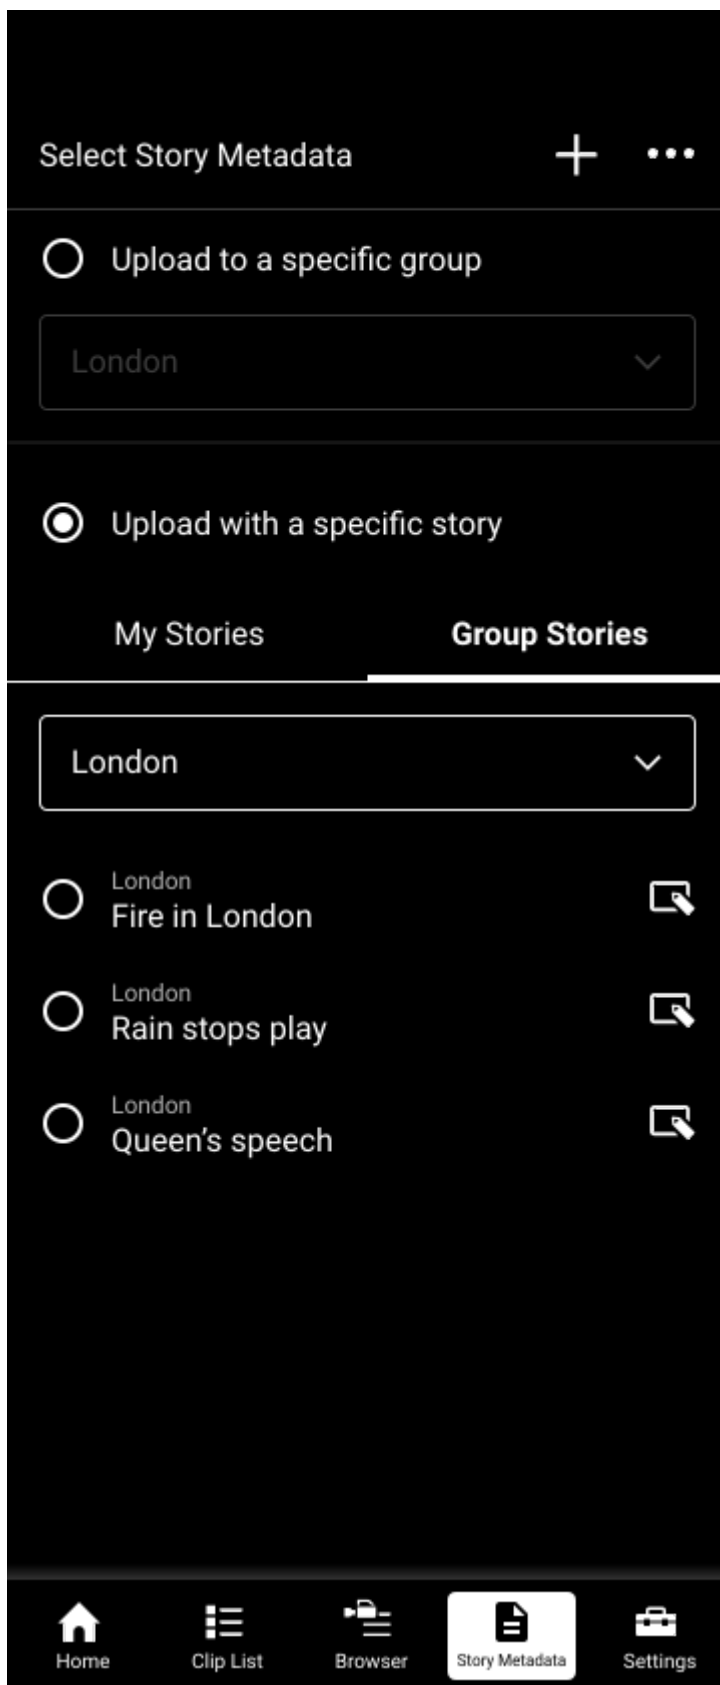 Select Story Metadata
Upload to a specific group
London
Upload with a specific story
My Stories Group Stories
London
London
Fire in London
London
Rain stops play
London
Queen’s speech
Home Clip List Browser Story Metadata Settings